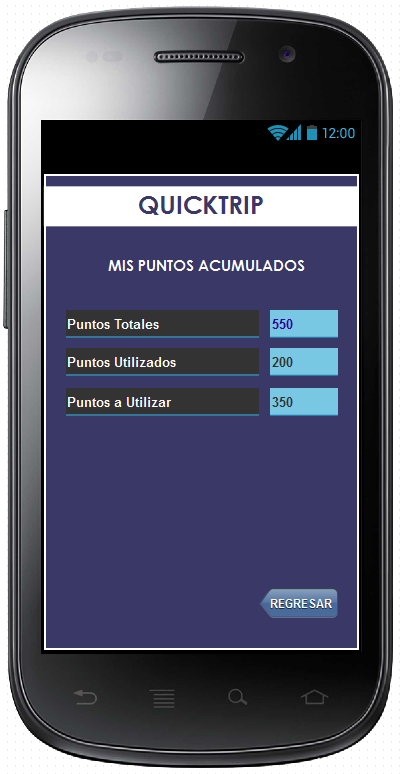 12:00
QUICKTRIP
MIS PUNTOS ACUMULADOS
Puntos Totales 550
Puntos Utilizados 200
Puntos a Utilizar 350
REGRESAR